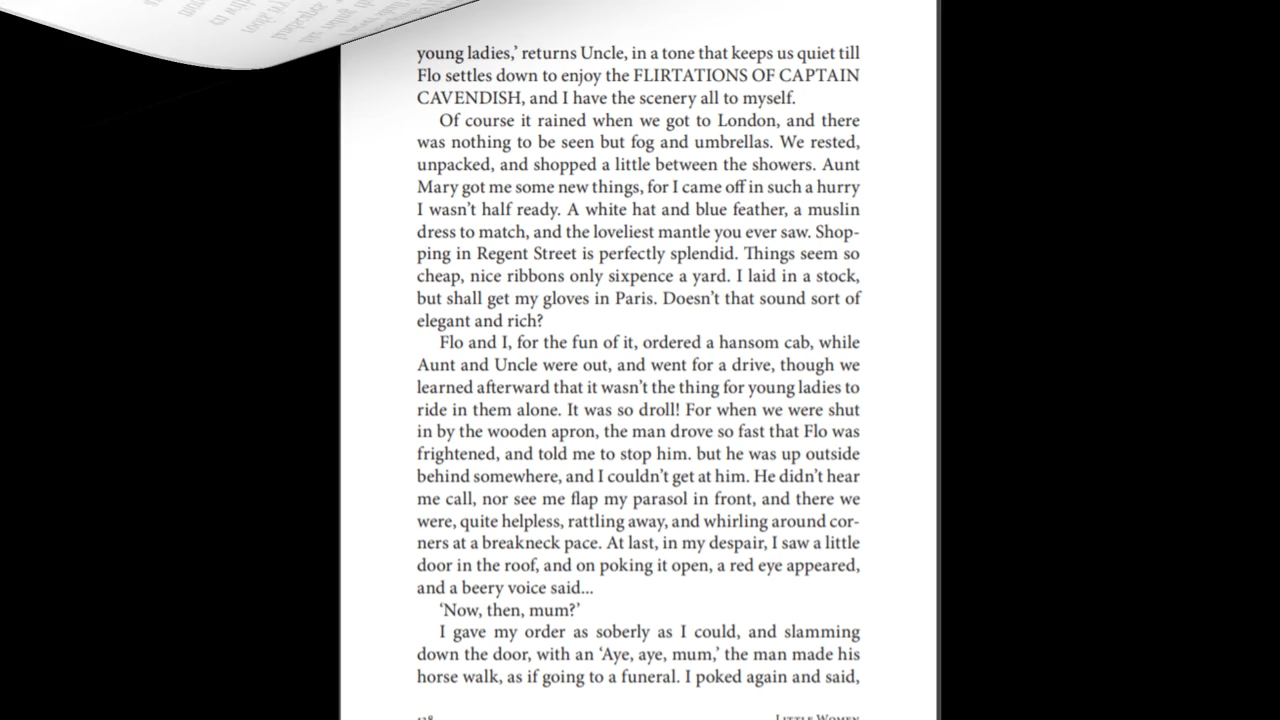 young ladies,’ returns Uncle, in a tone that keeps us quiet till
Flo settles down to enjoy the FLIRTATIONS OF CAPTAIN
CAVENDISH, and I have the scenery all to myself.
Of course it rained when we got to London, and there
was nothing to be seen but fog and umbrellas. We rested,
unpacked, and shopped a little between the showers. Aunt
Mary got me some new things, for I came off in such a hurry
I wasn’t half ready. A white hat and blue feather, a muslin
dress to match, and the loveliest mantle you ever saw. Shop-
ping in Regent Street is perfectly splendid. Things seem so
cheap, nice ribbons only sixpence a yard. I laid in a stock,
but shall get my gloves in Paris. Doesn’t that sound sort of
elegant and rich?
Flo and I, for the fun of it, ordered a hansom cab, while
Aunt and Uncle were out, and went for a drive, though we
learned afterward that it wasn’t the thing for young ladies to
ride in them alone. It was so droll! For when we were shut
in by the wooden apron, the man drove so fast that Flo was
frightened, and told me to stop him. but he was up outside
behind somewhere, and I couldn’t get at him. He didn’t hear
me call, nor see me flap my parasol in front, and there we
were, quite helpless, rattling away, and whirling around cor-
ners at a breakneck pace. At last, in my despair, I saw a little
door in the roof, and on poking it open, a red eye appeared,
and a beery voice said...
‘Now, then, mum?’
I gave my order as soberly as I could, and slamming
down the door, with an ‘Aye, aye, mum,’ the man made his
horse walk, as if going to a funeral. I poked again and said,
Little Women